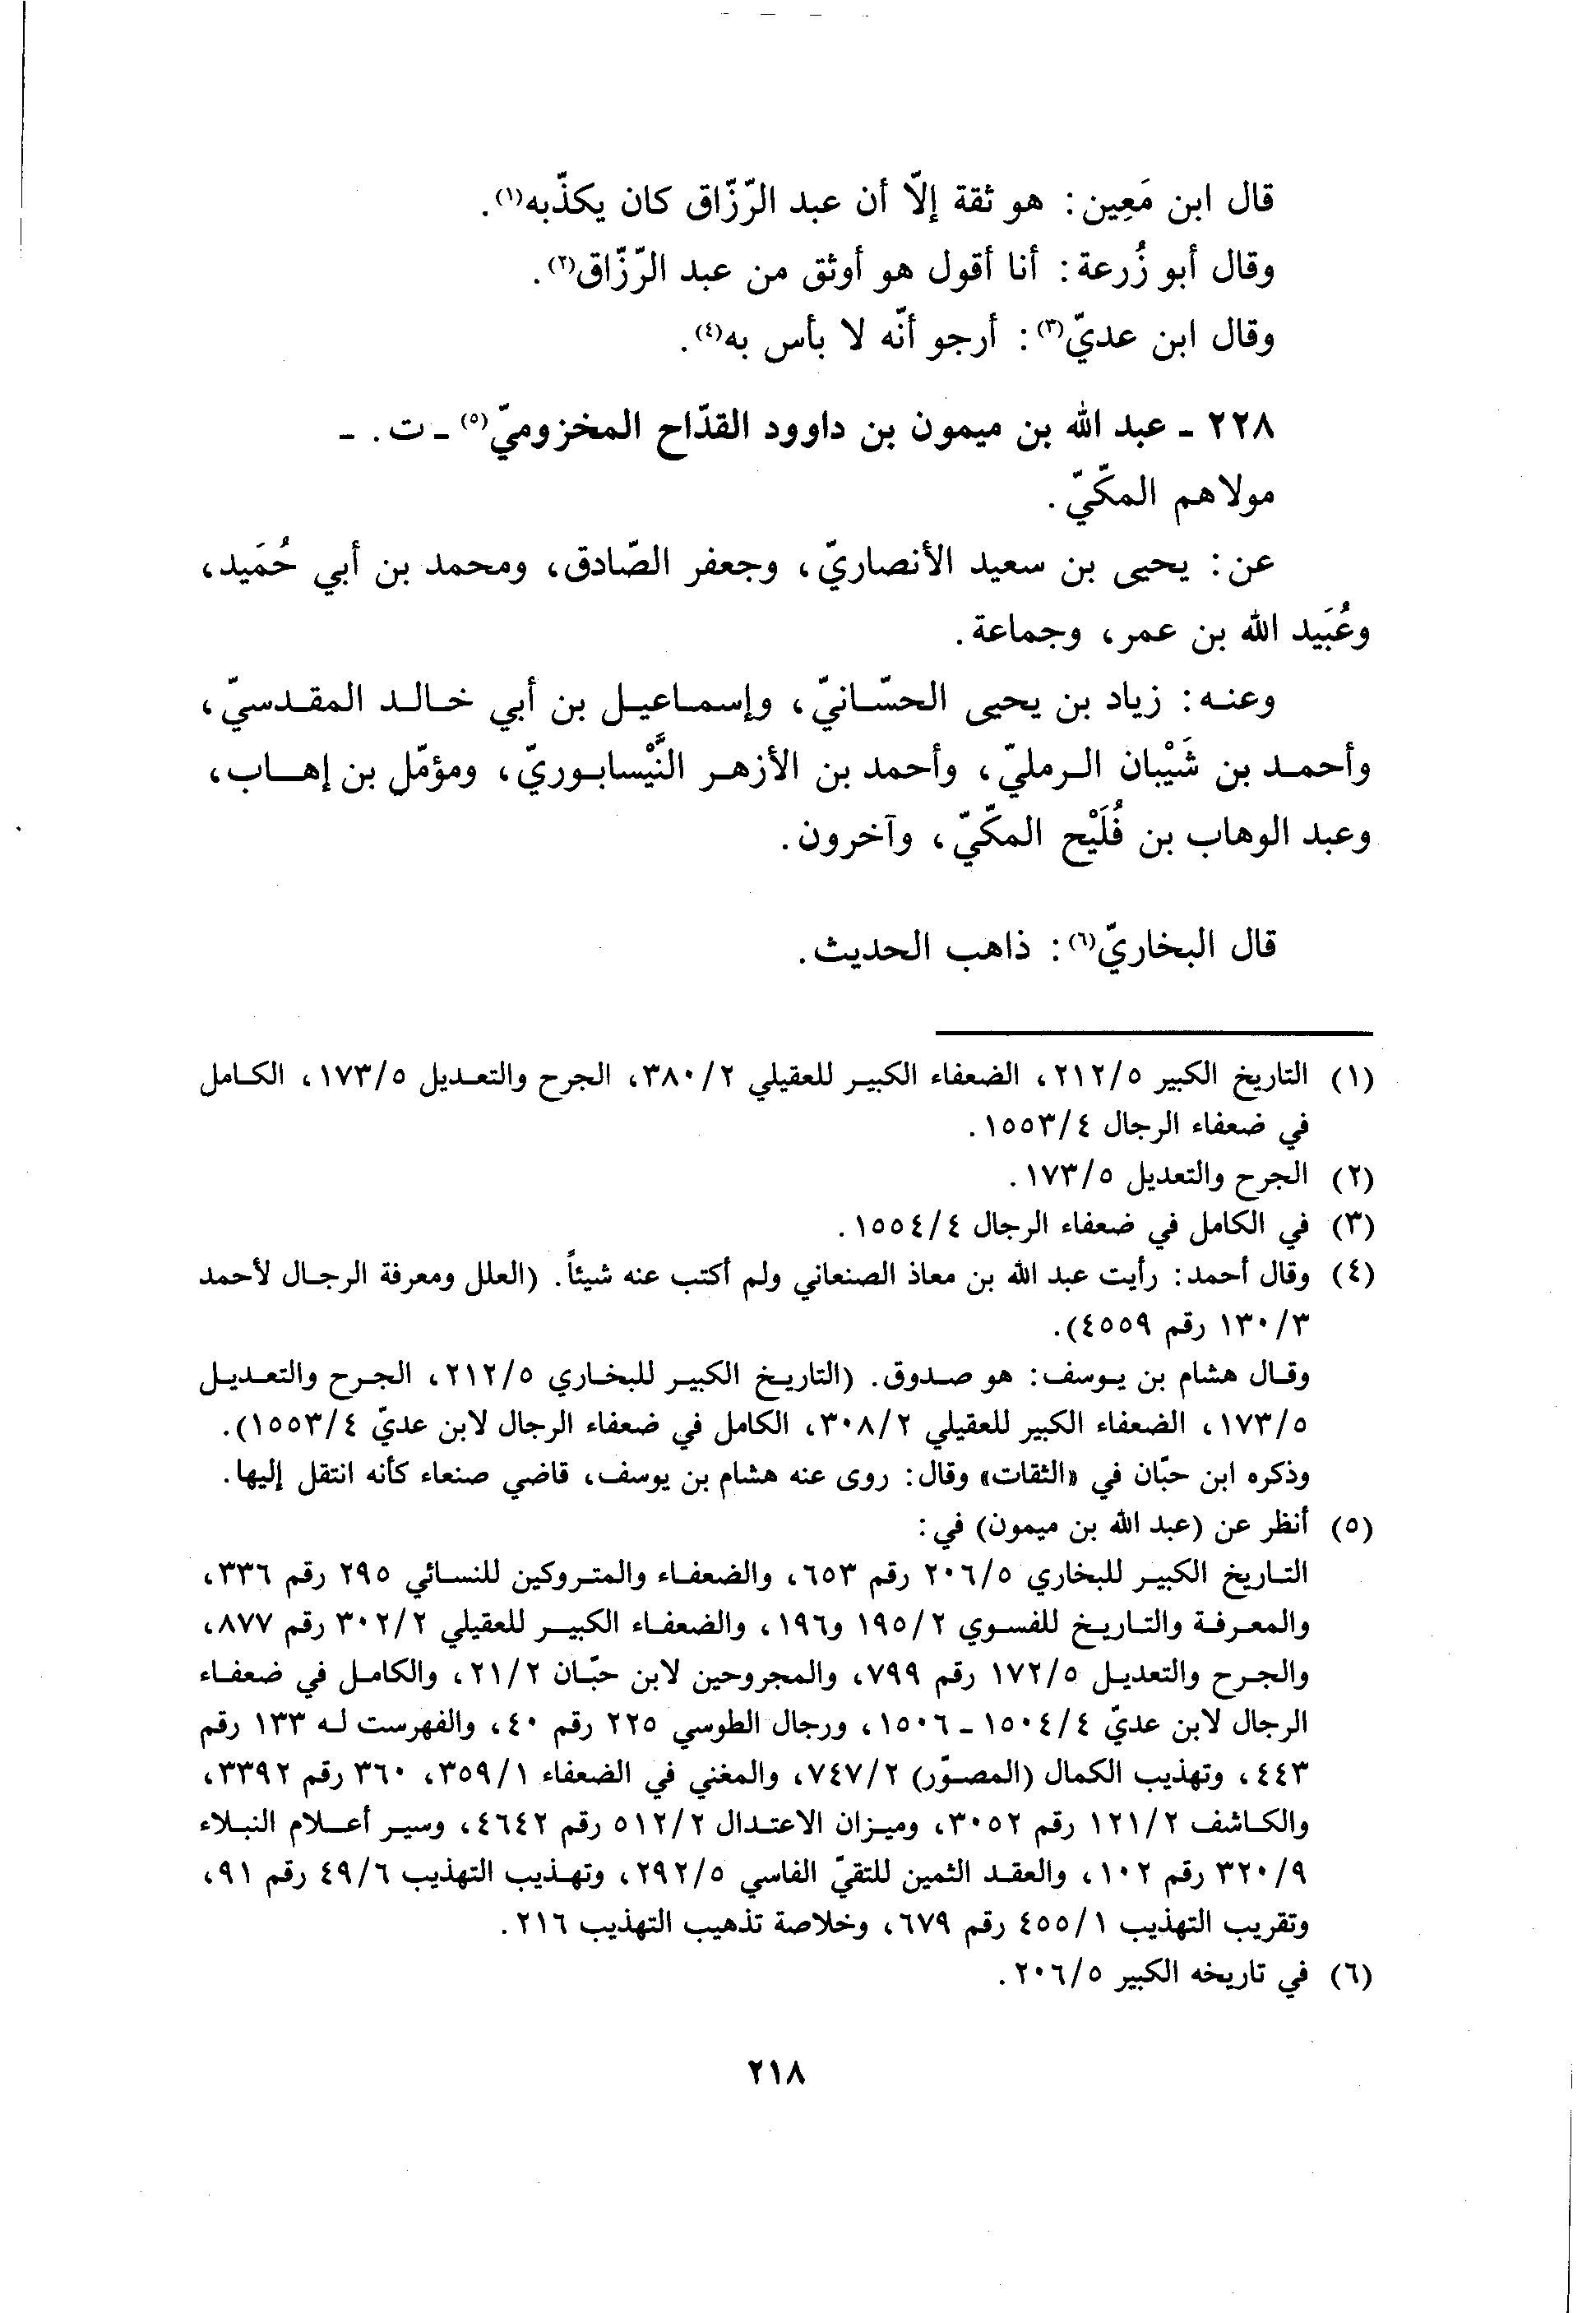 قال ابن مَعِين: هو ثقة إلّا أن عبد الرّزّاق كان يكذّبه(١).
وقال أبو زُرعة: أنا أقول هو أوثق من عبد الرّزّاق(٢).
وقال ابن عديّ(٣): أرجو أنّه لا بأس به(٤).
٢٢٨ - عبد الله بن ميمون بن داوود القدّاح المخزوميّ(٥) - ت. -
مولاهم المكّيّ.
عن: يحيى بن سعيد الأنصاريّ، وجعفر الصّادق، ومحمد بن أبي حُمَيد،
وعُبَيد الله بن عمر، وجماعة.
وعنه: زياد بن يحيى الحسّانيّ، وإسماعيل بن أبي خالد المقدسيّ،
وأحمد بن شَيْبان الرمليّ، وأحمد بن الأزهر النَّيْسابوريّ، ومؤمّل بن إهاب،
وعبد الوهاب بن فُلَيْح المكّيّ، وآخرون.
قال البخاريّ(٦): ذاهب الحديث.
(١) التاريخ الكبير ٢١٢/٥، الضعفاء الكبير للعقيلي ٣٨٠/٢، الجرح والتعديل ١٧٣/٥، الكامل
في ضعفاء الرجال ١٥٥٣/٤.
(٢) الجرح والتعديل ١٧٣/٥.
(٣) في الكامل في ضعفاء الرجال ١٥٥٤/٤.
(٤) وقال أحمد: رأيت عبد الله بن معاذ الصنعاني ولم أكتب عنه شيئاً. (العلل ومعرفة الرجال لأحمد
١٣٠/٣ رقم ٤٥٥٩).
وقال هشام بن يوسف: هو صدوق. (التاريخ الكبير للبخاري ٢١٢/٥، الجرح والتعديل
١٧٣/٥، الضعفاء الكبير للعقيلي ٣٠٨/٢، الكامل في ضعفاء الرجال لابن عديّ ١٥٥٣/٤).
وذكره ابن حبّان في «الثقات» وقال: روى عنه هشام بن يوسف، قاضي صنعاء كأنه انتقل إليها.
(٥) أنظر عن (عبد الله بن ميمون) في:
التاريخ الكبير للبخاري ٢٠٦/٥ رقم ٦٥٣، والضعفاء والمتروكين للنسائي ٢٩٥ رقم ٣٣٦،
والمعرفة والتاريخ للفسوي ١٩٥/٢ و١٩٦، والضعفاء الكبير للعقيلي ٣٠٢/٢ رقم ٨٧٧،
والجرح والتعديل ١٧٢/٥ رقم ٧٩٩، والمجروحين لابن حبّان ٢١/٢، والكامل في ضعفاء
الرجال لابن عديّ ١٥٠٤/٤ - ١٥٠٦، ورجال الطوسي ٢٢٥ رقم ٤٠، والفهرست له ١٣٣ رقم
٤٤٣، وتهذيب الكمال (المصوّر) ٧٤٧/٢، والمغني في الضعفاء ٣٥٩/١، ٣٦٠ رقم ٣٣٩٢،
والكاشف ١٢١/٢ رقم ٣٠٥٢، وميزان الاعتدال ٥١٢/٢ رقم ٤٦٤٢، وسير أعلام النبلاء
٣٢٠/٩ رقم ١٠٢، والعقد الثمين للتقيّ الفاسي ٢٩٢/٥، وتهذيب التهذيب ٤٩/٦ رقم ٩١،
وتقريب التهذيب ٤٥٥/١ رقم ٦٧٩، وخلاصة تذهيب التهذيب ٢١٦.
(٦) في تاريخه الكبير ٢٠٦/٥.
٢١٨